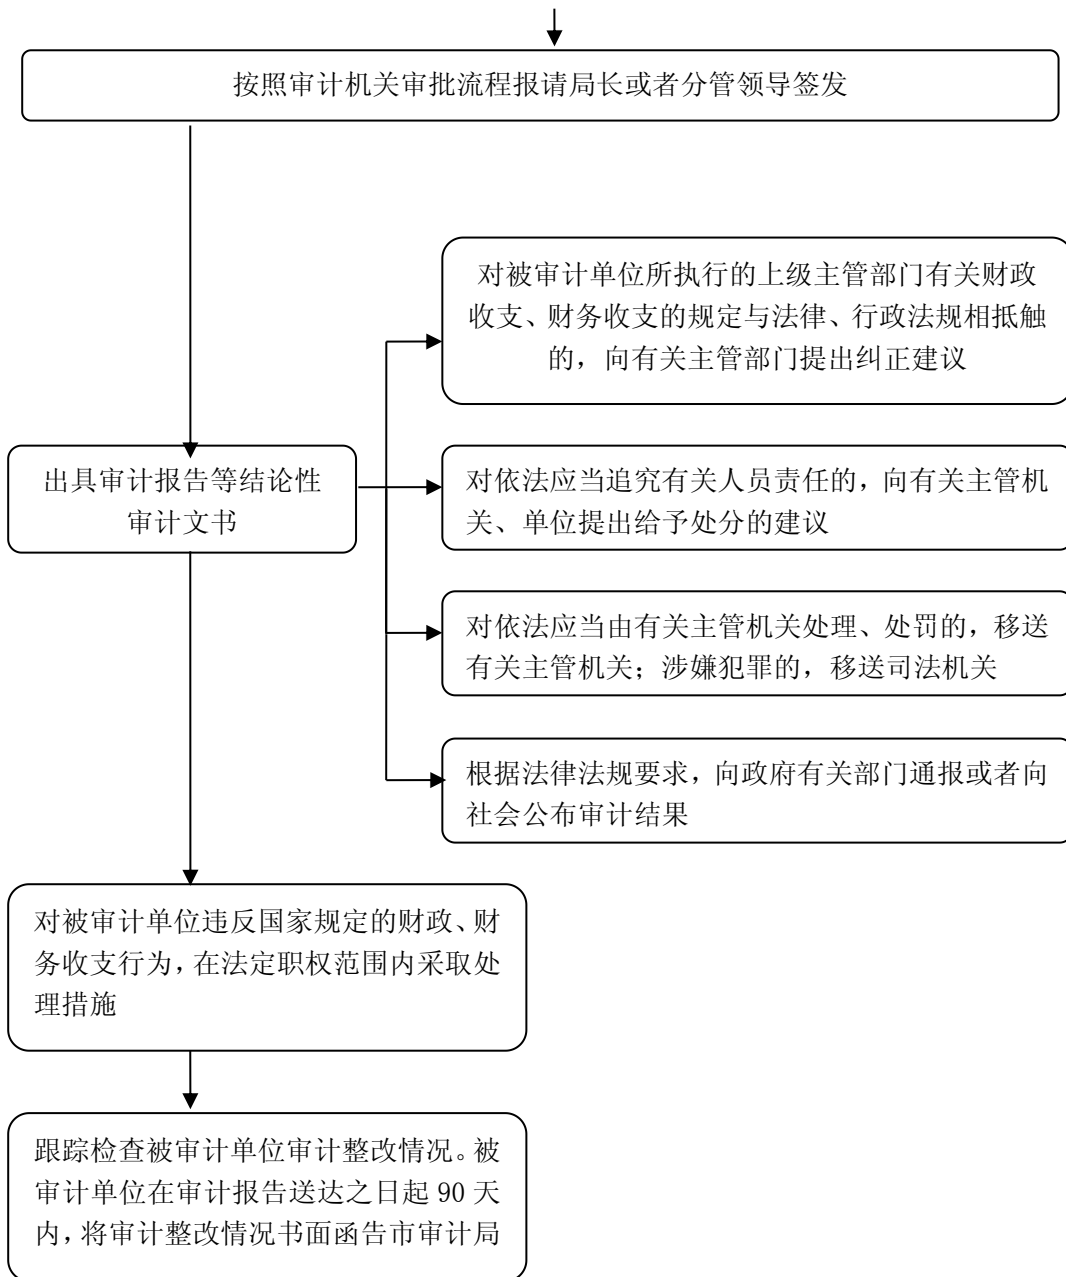 按照审计机关审批流程报请局长或者分管领导签发
对被审计单位所执行的上级主管部门有关财政
收支、财务收支的规定与法律、行政法规相抵触
的，向有关主管部门提出纠正建议
出具审计报告等结论性
审计文书
对依法应当追究有关人员责任的，向有关主管机
关、单位提出给予处分的建议
对依法应当由有关主管机关处理、处罚的，移送
有关主管机关；涉嫌犯罪的，移送司法机关
根据法律法规要求，向政府有关部门通报或者向
社会公布审计结果
对被审计单位违反国家规定的财政、财
务收支行为，在法定职权范围内采取处
理措施
跟踪检查被审计单位审计整改情况。被
审计单位在审计报告送达之日起 90 天
内，将审计整改情况书面函告市审计局